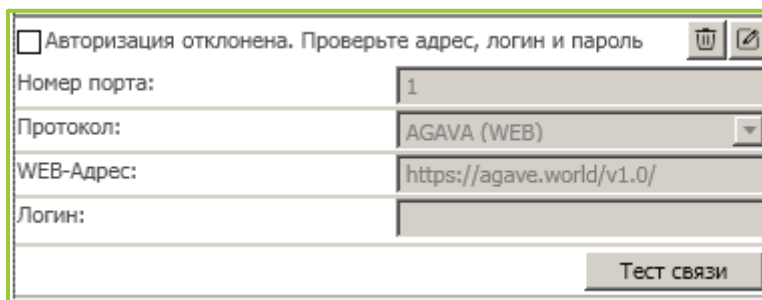 Авторизация отклонена. Проверьте адрес, логин и пароль
Номер порта: 1
Протокол: AGAVA (WEB)
WEB-Адрес: https://agave.world/v1.0/
Логин:
Тест связи